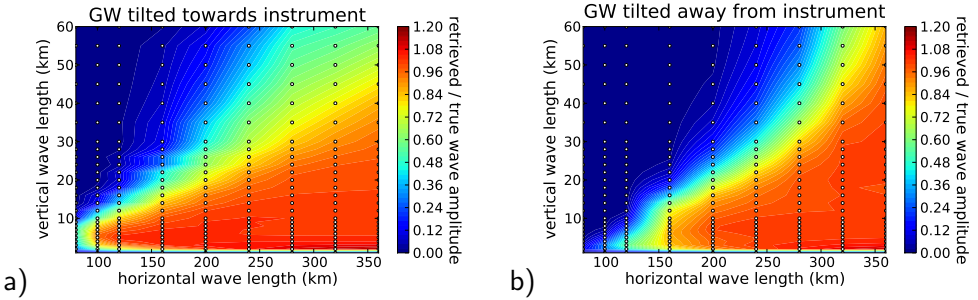 GW tilted towards instrument
60
50
40
30
20
10
vertical wave length (km)
100 150 200 250 300 350
horizontal wave length (km)
1.20
1.08
0.96
0.84
0.72
0.60
0.48
0.36
0.24
0.12
0.00
retrieved / true wave amplitude
a)
GW tilted away from instrument
60
50
40
30
20
10
vertical wave length (km)
100 150 200 250 300 350
horizontal wave length (km)
1.20
1.08
0.96
0.84
0.72
0.60
0.48
0.36
0.24
0.12
0.00
retrieved / true wave amplitude
b)